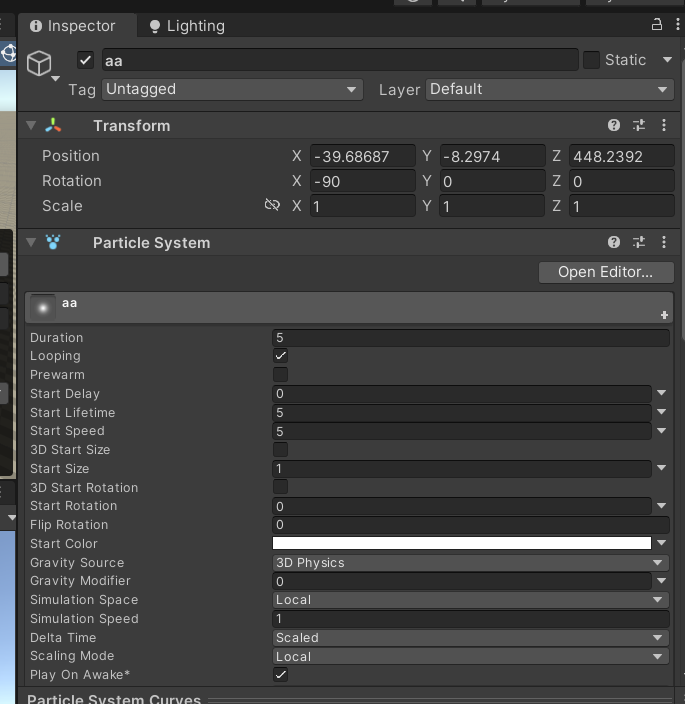 Inspector Lighting
aa Static
Tag Untagged Layer Default
Transform
Position X -39.68687 Y -8.2974 Z 448.2392
Rotation X -90 Y 0 Z 0
Scale X 1 Y 1 Z 1
Particle System
Open Editor...
aa
Duration 5
Looping
Prewarm
Start Delay 0
Start Lifetime 5
Start Speed 5
3D Start Size
Start Size 1
3D Start Rotation
Start Rotation 0
Flip Rotation 0
Start Color
Gravity Source 3D Physics
Gravity Modifier 0
Simulation Space Local
Simulation Speed 1
Delta Time Scaled
Scaling Mode Local
Play On Awake*
Particle System Curves